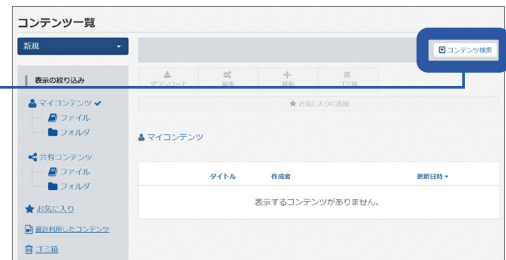 コンテンツ一覧
新規
コンテンツ検索
表示の絞り込み
ダウンロード
編集
移動
ゴミ箱
お気に入りに追加
マイコンテンツ
ファイル
フォルダ
共有コンテンツ
ファイル
フォルダ
お気に入り
最近利用したコンテンツ
ゴミ箱
マイコンテンツ
タイトル 作成者 更新日時
表示するコンテンツがありません。